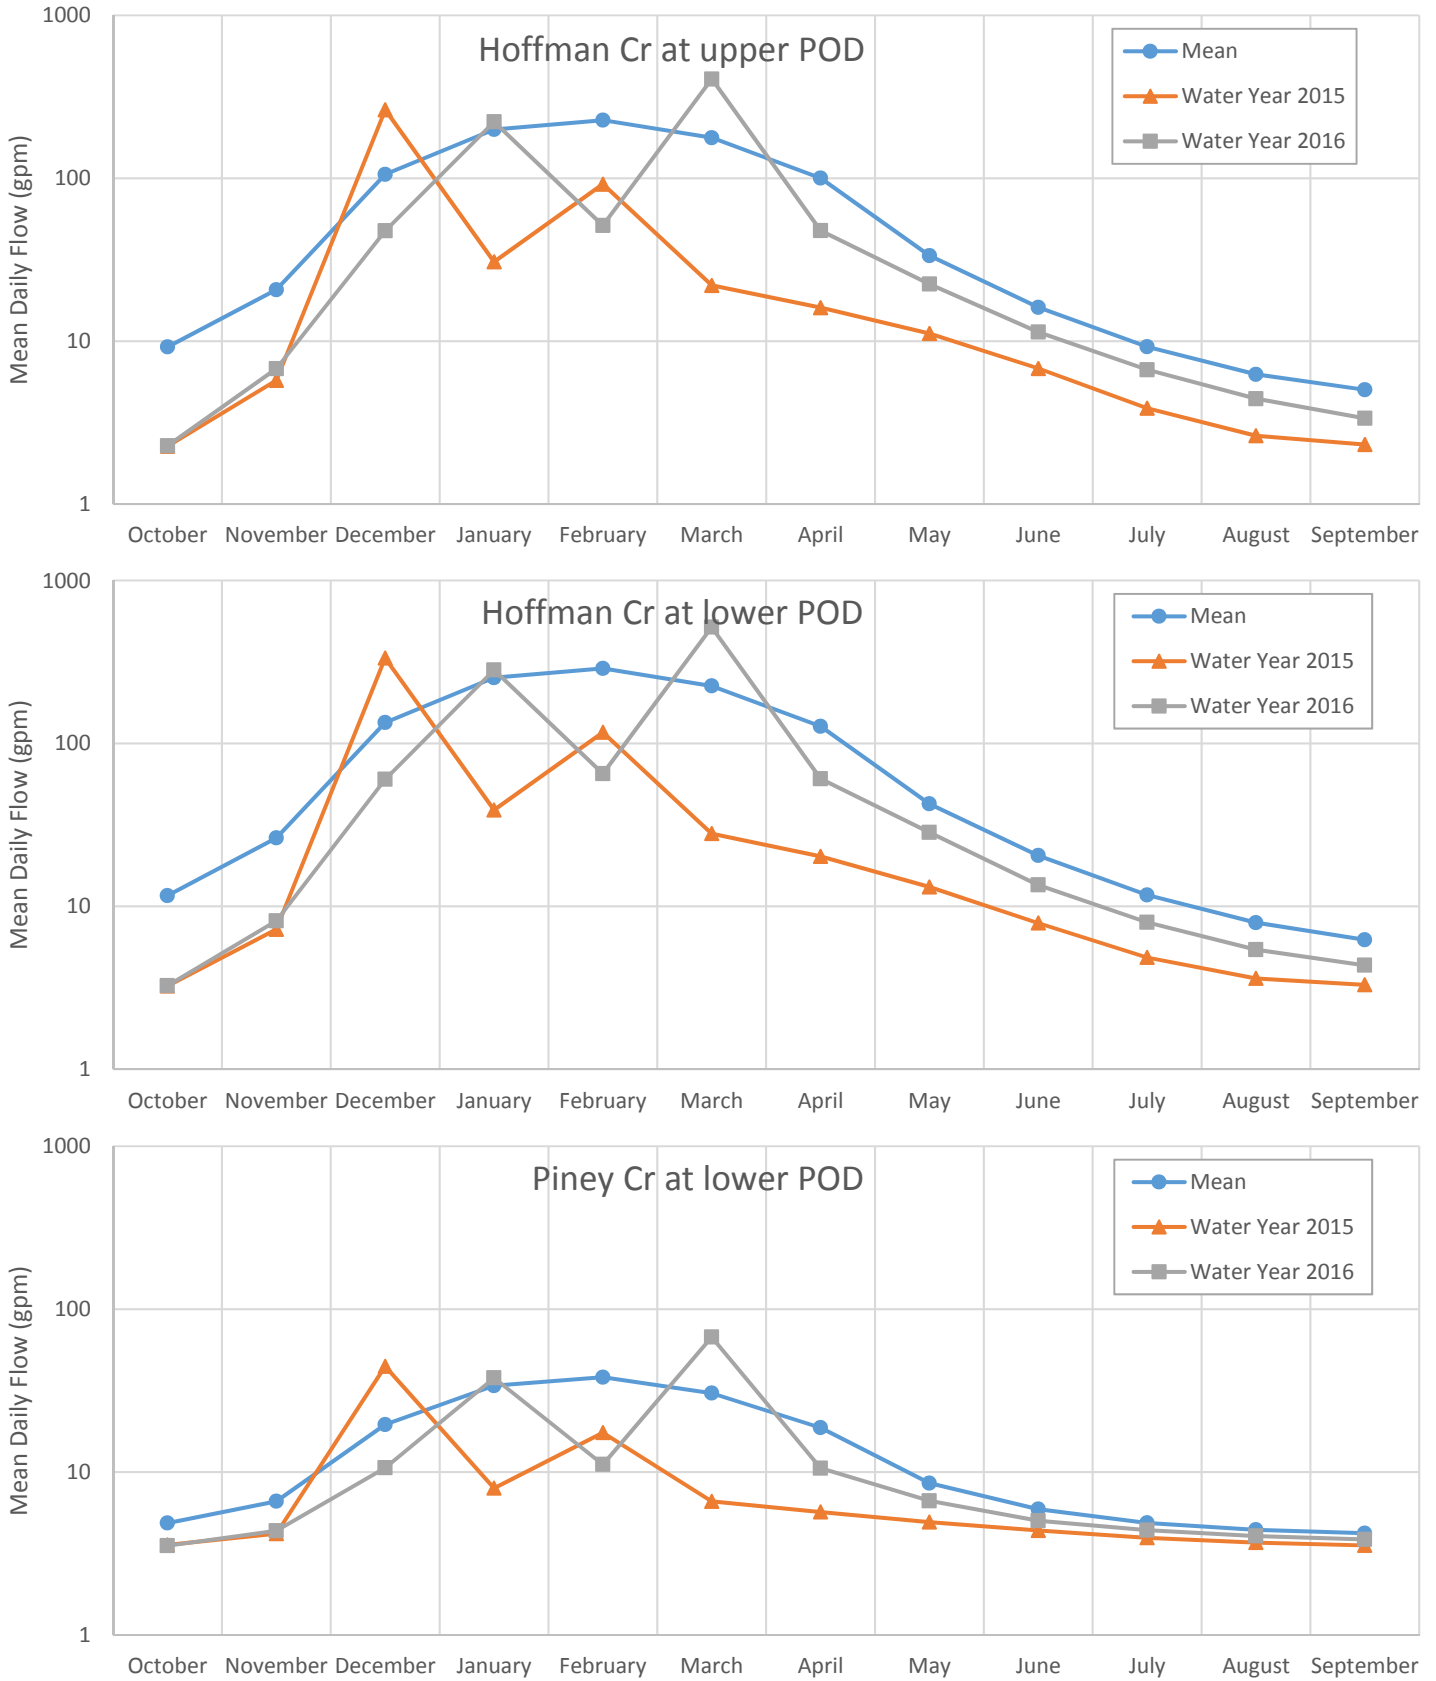 Hoffman Cr at upper POD
Mean
Water Year 2015
Water Year 2016
Mean Daily Flow (gpm)
1000
100
10
1
October November December January February March April May June July August September
Hoffman Cr at lower POD
Mean
Water Year 2015
Water Year 2016
Mean Daily Flow (gpm)
1000
100
10
1
October November December January February March April May June July August September
Piney Cr at lower POD
Mean
Water Year 2015
Water Year 2016
Mean Daily Flow (gpm)
1000
100
10
1
October November December January February March April May June July August September